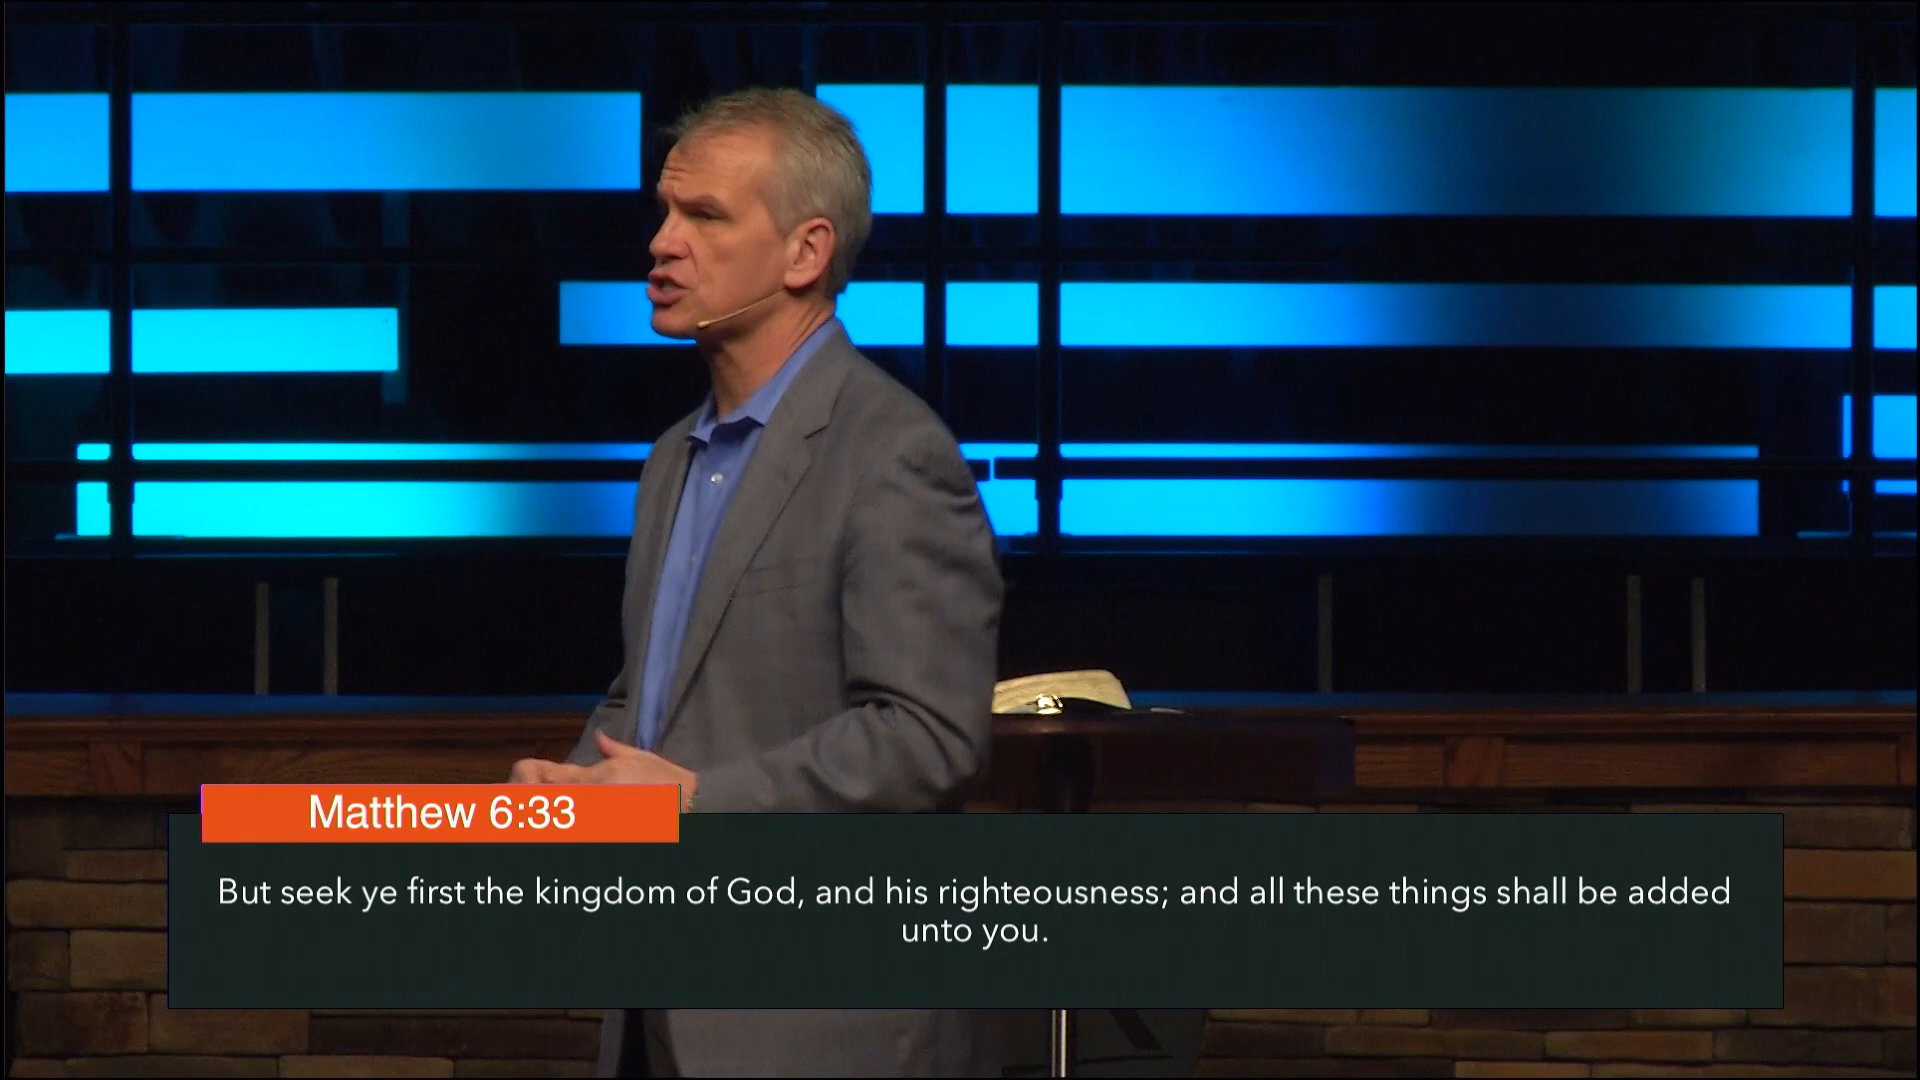 Matthew 6:33
But seek ye first the kingdom of God, and his righteousness; and all these things shall be added
unto you.